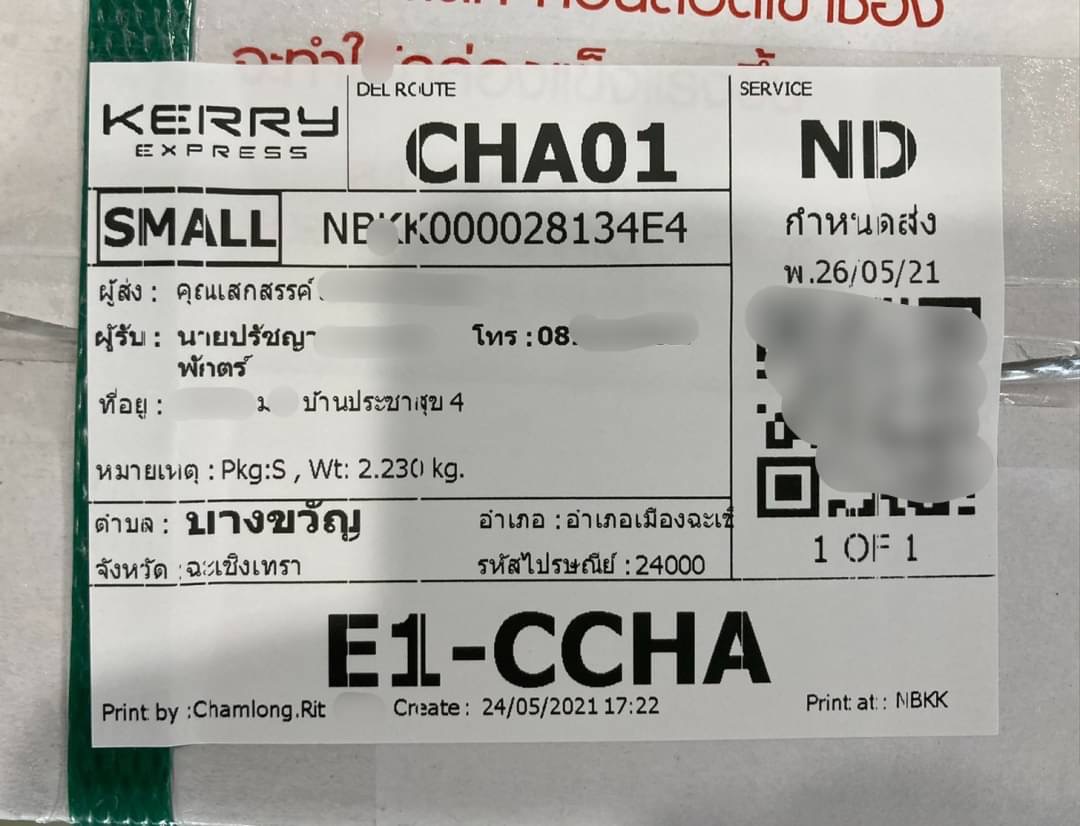 KERRY
EXPRESS
DEL ROUTE
CHA01
SERVICE
ND
SMALL
000028134E4
กำหนดส่ง
พ.26/05/21
ผู้ส่ง : คุณเสกสรรค์
ผู้รับ : นายปรัชญา
โทร : 08
พักตร์
ที่อยู่ : ม บ้านประชาสุข 4
หมายเหตุ : Pkg:S , Wt: 2.230 kg.
ตำบล : บางขวัญ
อำเภอ : อำเภอเมืองฉะเชิ
จังหวัด : ฉะเชิงเทรา
รหัสไปรษณีย์ : 24000
1 OF 1
E1-CCHA
Print by :Chamlong.Rit
Create : 24/05/2021 17:22
Print at : NBKK